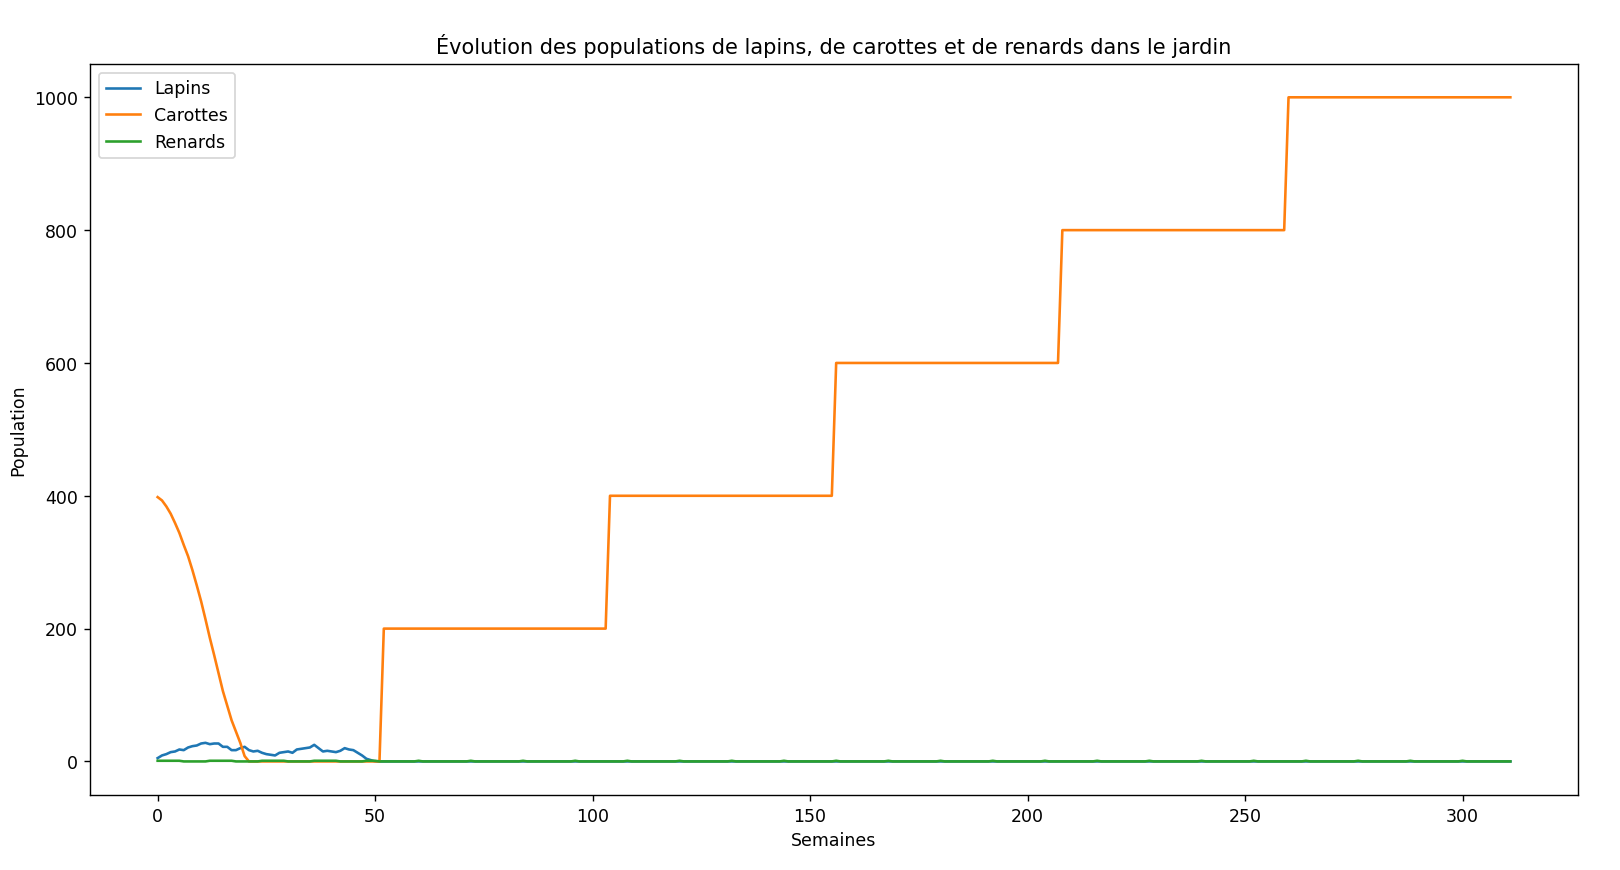 Évolution des populations de lapins, de carottes et de renards dans le jardin
Lapins
Carottes
Renards
1000
800
600
400
200
0
Population
0 50 100 150 200 250 300
Semaines